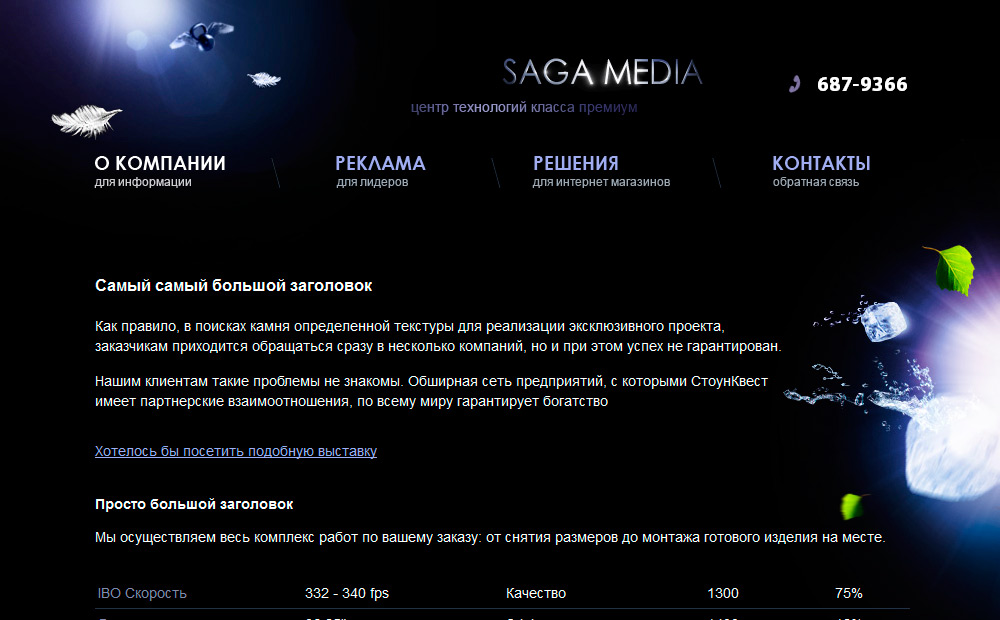 SAGA MEDIA
центр технологий класса премиум
687-9366
О КОМПАНИИ РЕКЛАМА РЕШЕНИЯ КОНТАКТЫ
для информации для лидеров для интернет магазинов обратная связь
Самый самый большой заголовок
Как правило, в поисках камня определенной текстуры для реализации эксклюзивного проекта,
заказчикам приходится обращаться сразу в несколько компаний, но и при этом успех не гарантирован.
Нашим клиентам такие проблемы не знакомы. Обширная сеть предприятий, с которыми СтоунКвест
имеет партнерские взаимоотношения, по всему миру гарантирует богатство
Хотелось бы посетить подобную выставку
Просто большой заголовок
Мы осуществляем весь комплекс работ по вашему заказу: от снятия размеров до монтажа готового изделия на месте.
IBO Скорость 332 - 340 fps Качество 1300 75%